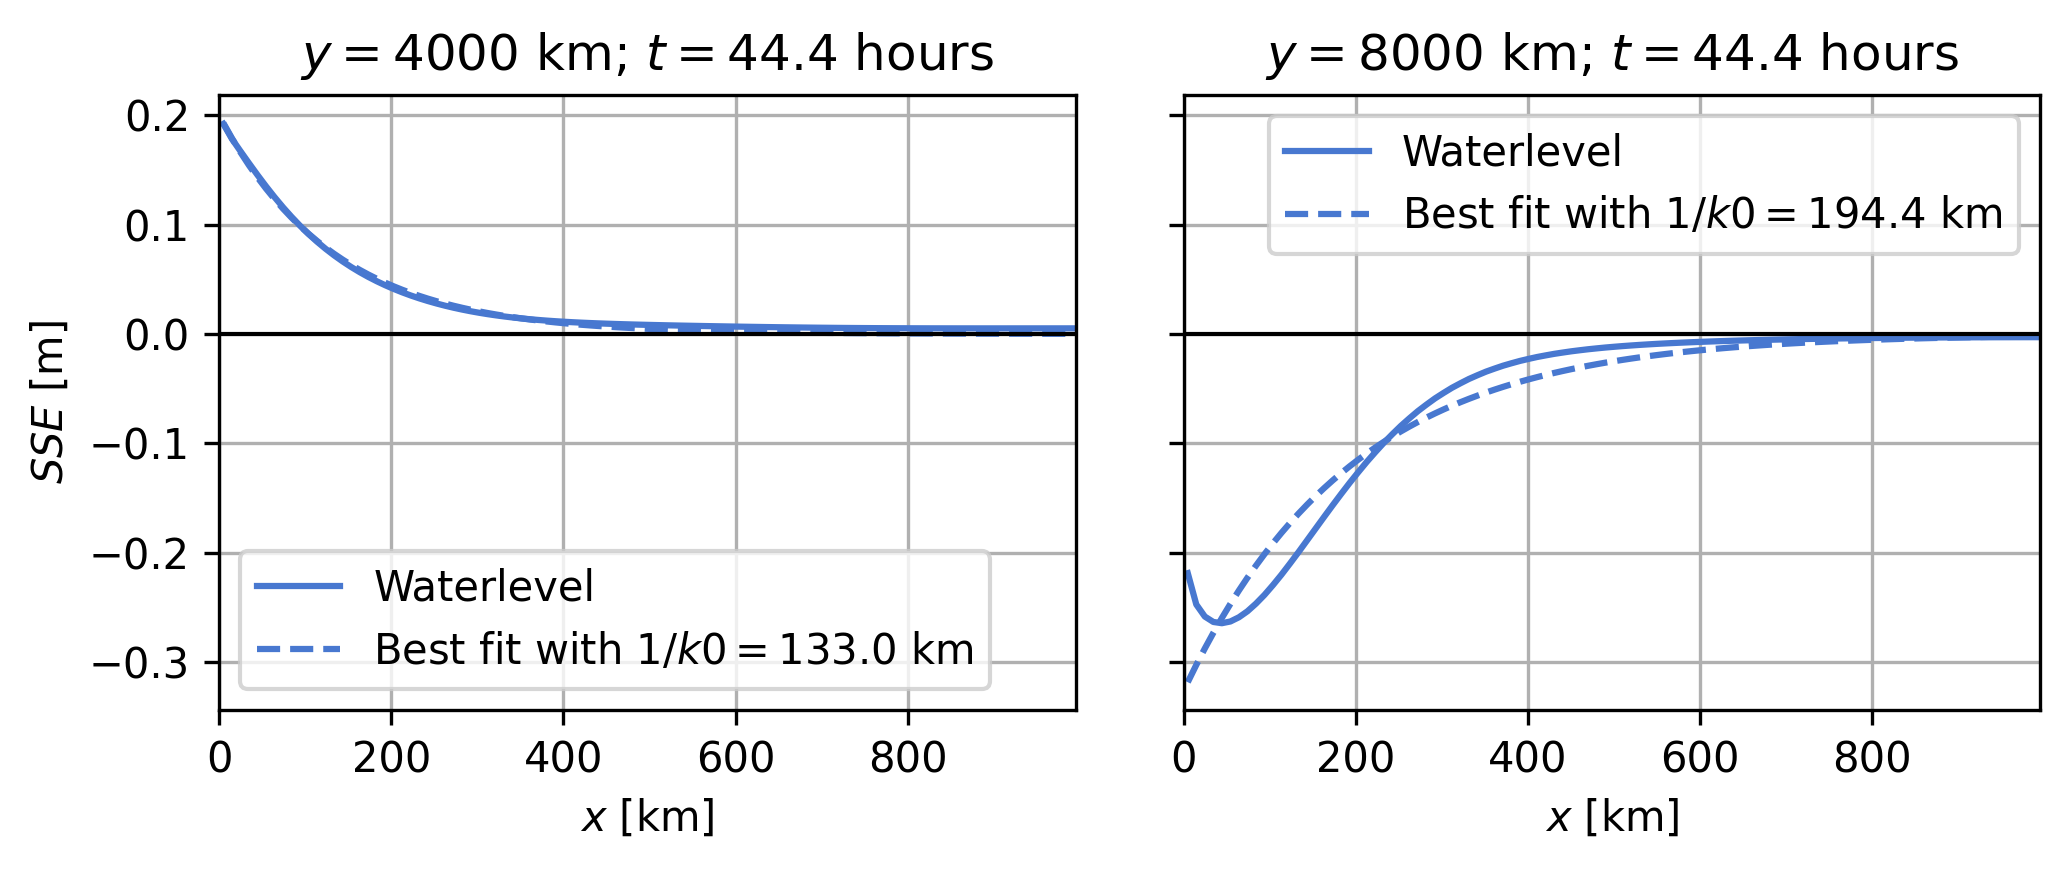 y = 4000 km; t = 44.4 hours
0.2
0.1
0.0
−0.1
−0.2
−0.3
SSE [m]
Waterlevel
Best fit with 1/k0 = 133.0 km
0 200 400 600 800
x [km]
y = 8000 km; t = 44.4 hours
Waterlevel
Best fit with 1/k0 = 194.4 km
0 200 400 600 800
x [km]